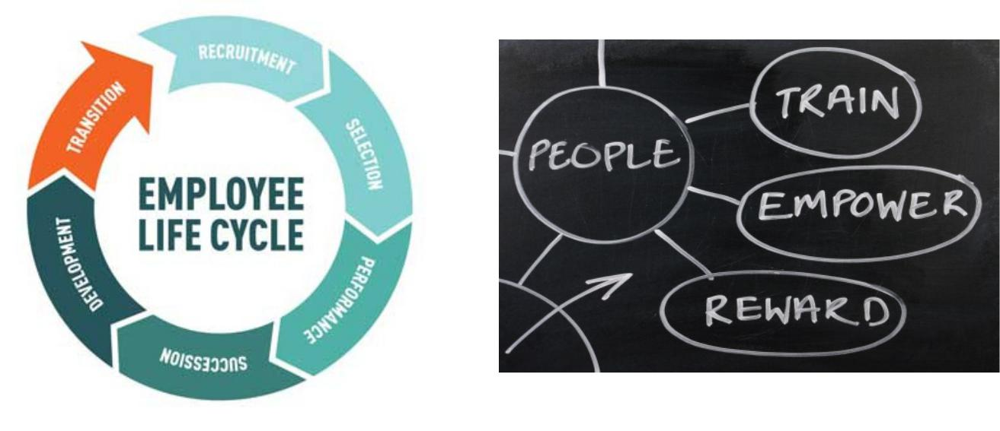 RECRUITMENT
SELECTION
PERFORMANCE
SUCCESSION
DEVELOPMENT
TRANSITION
EMPLOYEE
LIFE CYCLE
PEOPLE
TRAIN
EMPOWER
REWARD